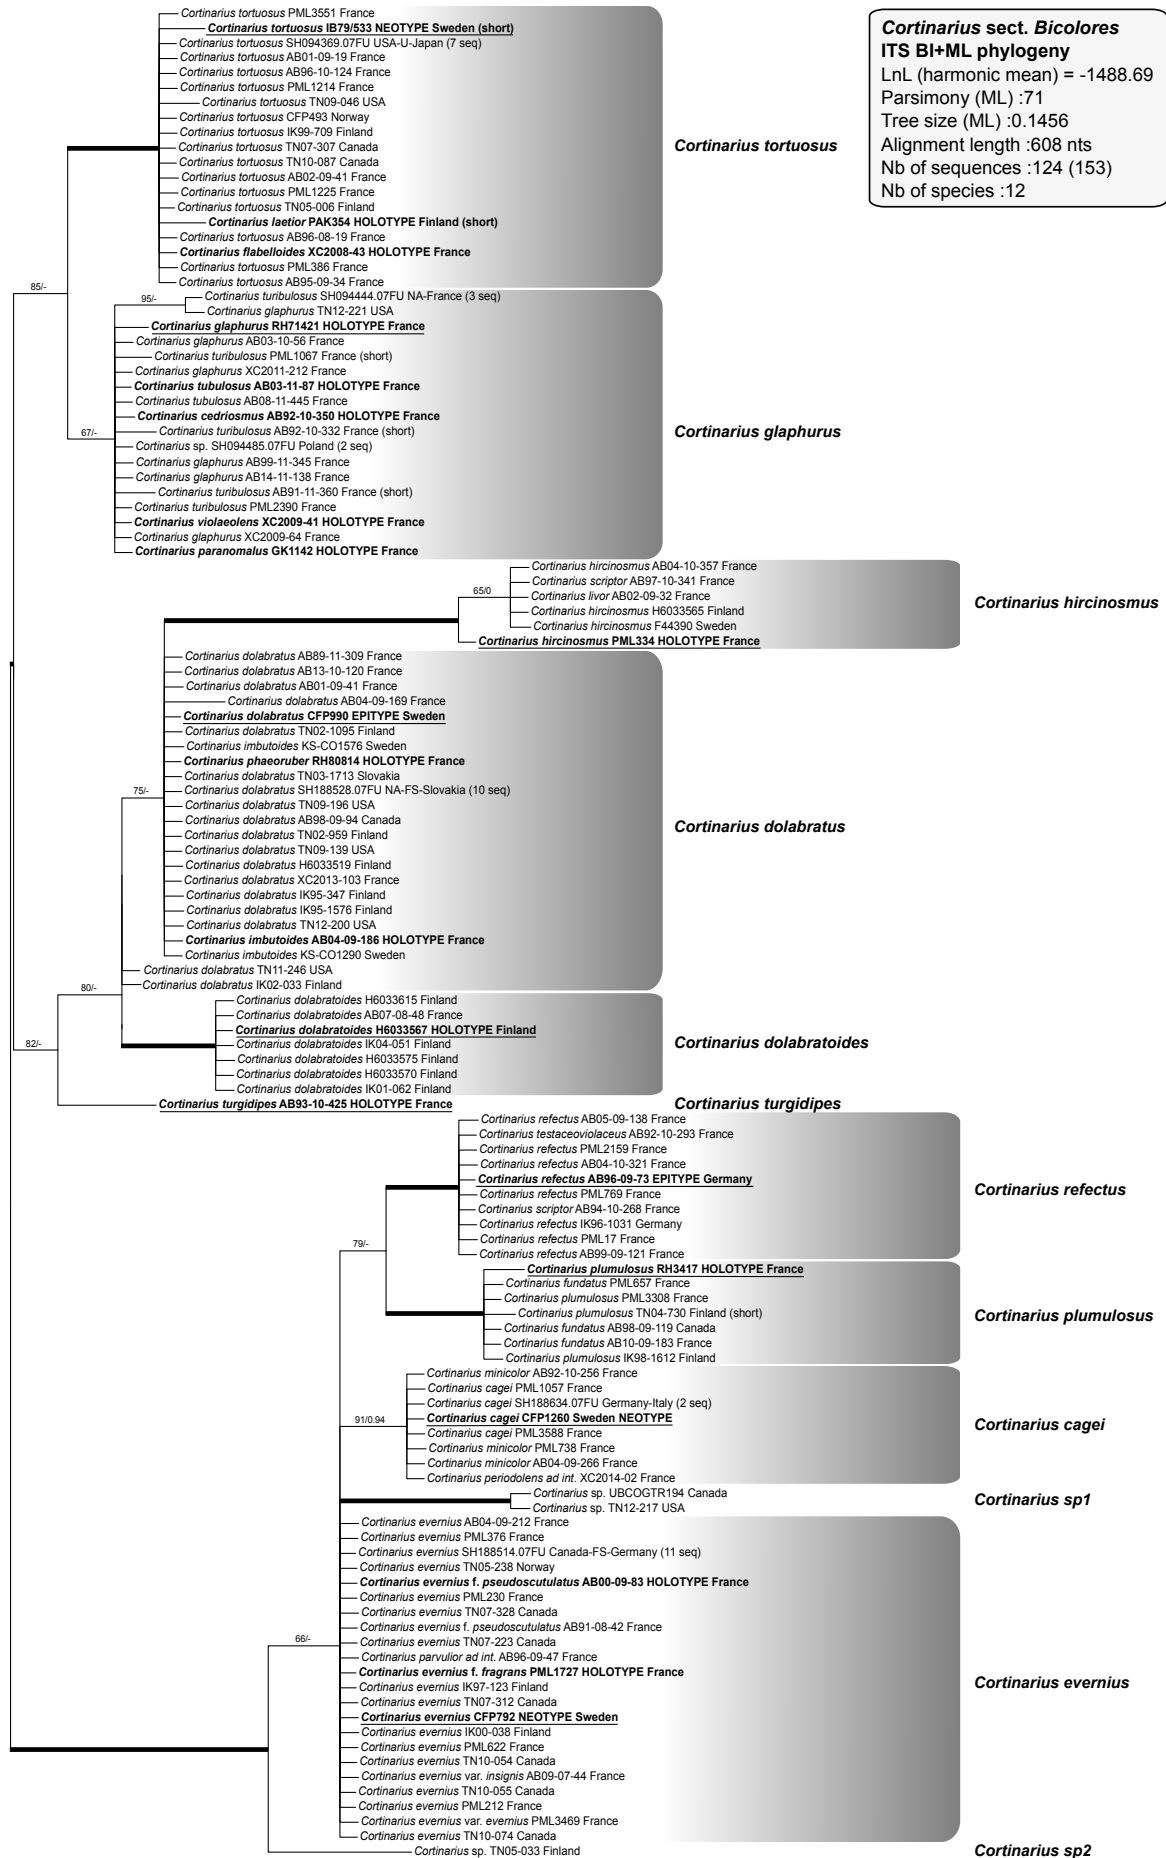 Cortinarius sect. Bicolores
ITS BI+ML phylogeny
LnL (harmonic mean) = -1488.69
Parsimony (ML) :71
Tree size (ML) :0.1456
Alignment length :608 nts
Nb of sequences :124 (153)
Nb of species :12
Cortinarius tortuosus PML3551 France
Cortinarius tortuosus IB79/533 NEOTYPE Sweden (short)
Cortinarius tortuosus SH094369.07FU USA-U-Japan (7 seq)
Cortinarius tortuosus AB01-09-19 France
Cortinarius tortuosus AB96-10-124 France
Cortinarius tortuosus PML1214 France
Cortinarius tortuosus TN09-046 USA
Cortinarius tortuosus CFP493 Norway
Cortinarius tortuosus IK99-709 Finland
Cortinarius tortuosus TN07-307 Canada
Cortinarius tortuosus
Cortinarius tortuosus TN10-087 Canada
Cortinarius tortuosus AB02-09-41 France
Cortinarius tortuosus PML1225 France
Cortinarius tortuosus TN05-006 Finland
Cortinarius laetior PAK354 HOLOTYPE Finland (short)
Cortinarius tortuosus AB96-08-19 France
Cortinarius flabelloides XC2008-43 HOLOTYPE France
Cortinarius tortuosus PML386 France
Cortinarius tortuosus AB95-09-34 France
85/-
95/-
Cortinarius turibulosus SH094444.07FU NA-France (3 seq)
Cortinarius glaphurus TN12-221 USA
Cortinarius glaphurus RH71421 HOLOTYPE France
Cortinarius glaphurus AB03-10-56 France
Cortinarius turibulosus PML1067 France (short)
Cortinarius glaphurus XC2011-212 France
Cortinarius tubulosus AB03-11-87 HOLOTYPE France
Cortinarius tubulosus AB08-11-445 France
Cortinarius cedriosmus AB92-10-350 HOLOTYPE France
Cortinarius turibulosus AB92-10-332 France (short)
Cortinarius glaphurus
67/-
Cortinarius sp. SH094485.07FU Poland (2 seq)
Cortinarius glaphurus AB99-11-345 France
Cortinarius glaphurus AB14-11-138 France
Cortinarius turibulosus AB91-11-360 France (short)
Cortinarius turibulosus PML2390 France
Cortinarius violaeolens XC2009-41 HOLOTYPE France
Cortinarius glaphurus XC2009-64 France
Cortinarius paranomalus GK1142 HOLOTYPE France
Cortinarius hircinosmus AB04-10-357 France
Cortinarius scriptor AB97-10-341 France
65/0
Cortinarius livor AB02-09-32 France
Cortinarius hircinosmus
Cortinarius hircinosmus H6033565 Finland
Cortinarius hircinosmus F44390 Sweden
Cortinarius hircinosmus PML334 HOLOTYPE France
Cortinarius dolabratus AB89-11-309 France
Cortinarius dolabratus AB13-10-120 France
Cortinarius dolabratus AB01-09-41 France
Cortinarius dolabratus AB04-09-169 France
Cortinarius dolabratus CFP990 EPITYPE Sweden
Cortinarius dolabratus TN02-1095 Finland
Cortinarius imbutoides KS-CO1576 Sweden
Cortinarius phaeoruber RH80814 HOLOTYPE France
Cortinarius dolabratus TN03-1713 Slovakia
Cortinarius dolabratus SH188528.07FU NA-FS-Slovakia (10 seq)
75/-
Cortinarius dolabratus TN09-196 USA
Cortinarius dolabratus AB98-09-94 Canada
Cortinarius dolabratus
Cortinarius dolabratus TN02-959 Finland
Cortinarius dolabratus TN09-139 USA
Cortinarius dolabratus H6033519 Finland
Cortinarius dolabratus XC2013-103 France
Cortinarius dolabratus IK95-347 Finland
Cortinarius dolabratus IK95-1576 Finland
Cortinarius dolabratus TN12-200 USA
Cortinarius imbutoides AB04-09-186 HOLOTYPE France
Cortinarius imbutoides KS-CO1290 Sweden
Cortinarius dolabratus TN11-246 USA
Cortinarius dolabratus IK02-033 Finland
80/-
Cortinarius dolabratoides H6033615 Finland
Cortinarius dolabratoides AB07-08-48 France
Cortinarius dolabratoides H6033567 HOLOTYPE Finland
Cortinarius dolabratoides IK04-051 Finland
Cortinarius dolabratoides
82/-
Cortinarius dolabratoides H6033575 Finland
Cortinarius dolabratoides H6033570 Finland
Cortinarius dolabratoides IK01-062 Finland
Cortinarius turgidipes AB93-10-425 HOLOTYPE France
Cortinarius turgidipes
Cortinarius refectus AB05-09-138 France
Cortinarius testaceoviolaceus AB92-10-293 France
Cortinarius refectus PML2159 France
Cortinarius refectus AB04-10-321 France
Cortinarius refectus AB96-09-73 EPITYPE Germany
Cortinarius refectus
Cortinarius refectus PML769 France
Cortinarius scriptor AB94-10-268 France
Cortinarius refectus IK96-1031 Germany
Cortinarius refectus PML17 France
Cortinarius refectus AB99-09-121 France
79/-
Cortinarius plumulosus RH3417 HOLOTYPE France
Cortinarius fundatus PML657 France
Cortinarius plumulosus PML3308 France
Cortinarius plumulosus TN04-730 Finland (short)
Cortinarius plumulosus
Cortinarius fundatus AB98-09-119 Canada
Cortinarius fundatus AB10-09-183 France
Cortinarius plumulosus IK98-1612 Finland
Cortinarius minicolor AB92-10-256 France
Cortinarius cagei PML1057 France
Cortinarius cagei SH188634.07FU Germany-Italy (2 seq)
91/0.94
Cortinarius cagei CFP1260 Sweden NEOTYPE
Cortinarius cagei
Cortinarius cagei PML3588 France
Cortinarius minicolor PML738 France
Cortinarius minicolor AB04-09-266 France
Cortinarius periodolens ad int. XC2014-02 France
Cortinarius sp. UBCOGTR194 Canada
Cortinarius sp1
Cortinarius sp. TN12-217 USA
Cortinarius evernius AB04-09-212 France
Cortinarius evernius PML376 France
Cortinarius evernius SH188514.07FU Canada-FS-Germany (11 seq)
Cortinarius evernius TN05-238 Norway
Cortinarius evernius f. pseudoscutulatus AB00-09-83 HOLOTYPE France
Cortinarius evernius PML230 France
Cortinarius evernius TN07-328 Canada
Cortinarius evernius f. pseudoscutulatus AB91-08-42 France
66/-
Cortinarius evernius TN07-223 Canada
Cortinarius parvulior ad int. AB96-09-47 France
Cortinarius evernius f. fragrans PML1727 HOLOTYPE France
Cortinarius evernius
Cortinarius evernius IK97-123 Finland
Cortinarius evernius TN07-312 Canada
Cortinarius evernius CFP792 NEOTYPE Sweden
Cortinarius evernius IK00-038 Finland
Cortinarius evernius PML622 France
Cortinarius evernius TN10-054 Canada
Cortinarius evernius var. insignis AB09-07-44 France
Cortinarius evernius TN10-055 Canada
Cortinarius evernius PML212 France
Cortinarius evernius var. evernius PML3469 France
Cortinarius evernius TN10-074 Canada
Cortinarius sp. TN05-033 Finland
Cortinarius sp2